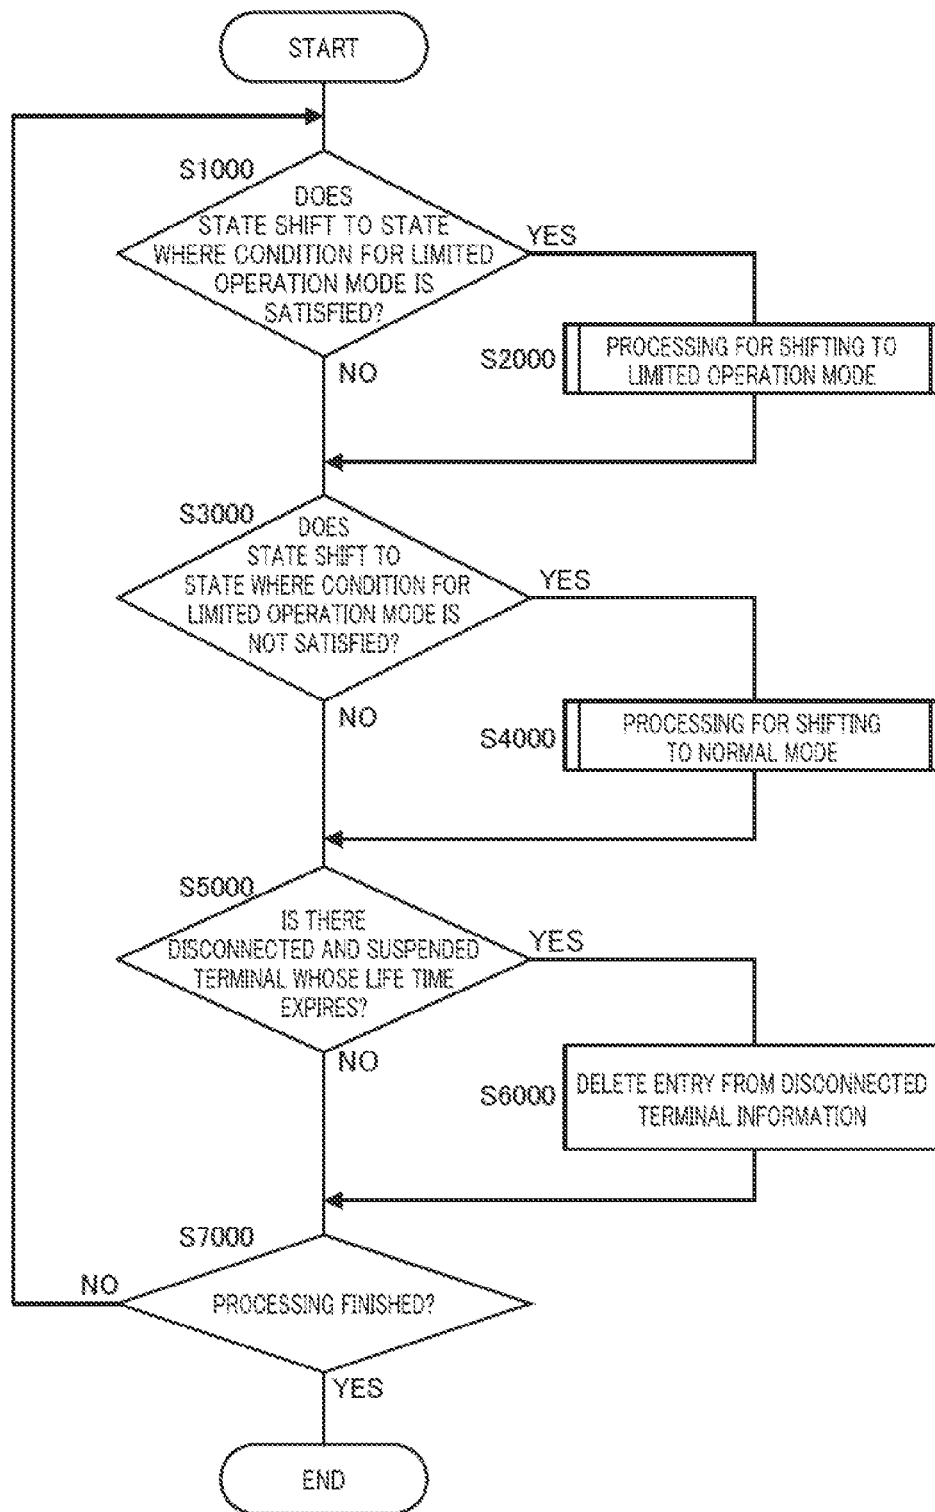 START
S1000
DOES
STATE SHIFT TO STATE
WHERE CONDITION FOR LIMITED
OPERATION MODE IS
SATISFIED?
YES
NO
S2000
PROCESSING FOR SHIFTING TO
LIMITED OPERATION MODE
S3000
DOES
STATE SHIFT TO
STATE WHERE CONDITION FOR
LIMITED OPERATION MODE IS
NOT SATISFIED?
YES
NO
S4000
PROCESSING FOR SHIFTING
TO NORMAL MODE
S5000
IS THERE
DISCONNECTED AND SUSPENDED
TERMINAL WHOSE LIFE TIME
EXPIRES?
YES
NO
S6000
DELETE ENTRY FROM DISCONNECTED
TERMINAL INFORMATION
S7000
NO
PROCESSING FINISHED?
YES
END